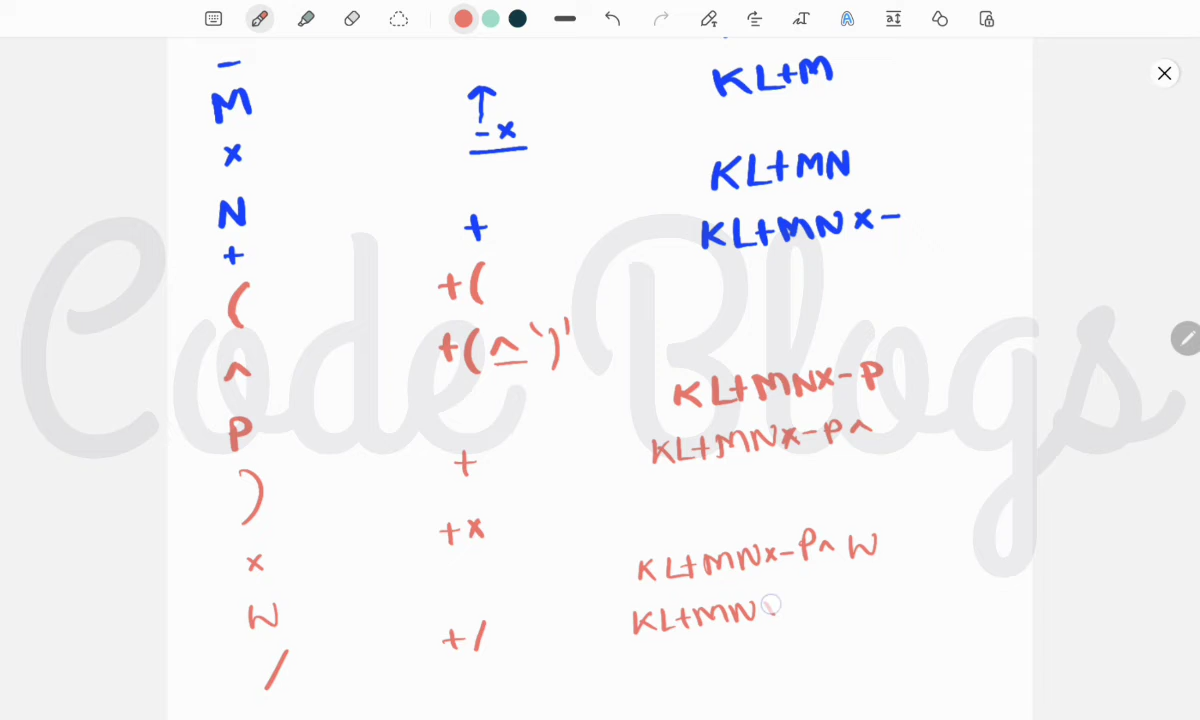 -
KL+M
M
↑
-x
x
KL+MN
N
+
KL+MNx-
+
+(
(
+(^')'
^
KL+MNx-P
P
KL+MNx-P^
+
)
+x
x
KL+MNx-P^W
W
KL+MN
+/
/
Code Blogs